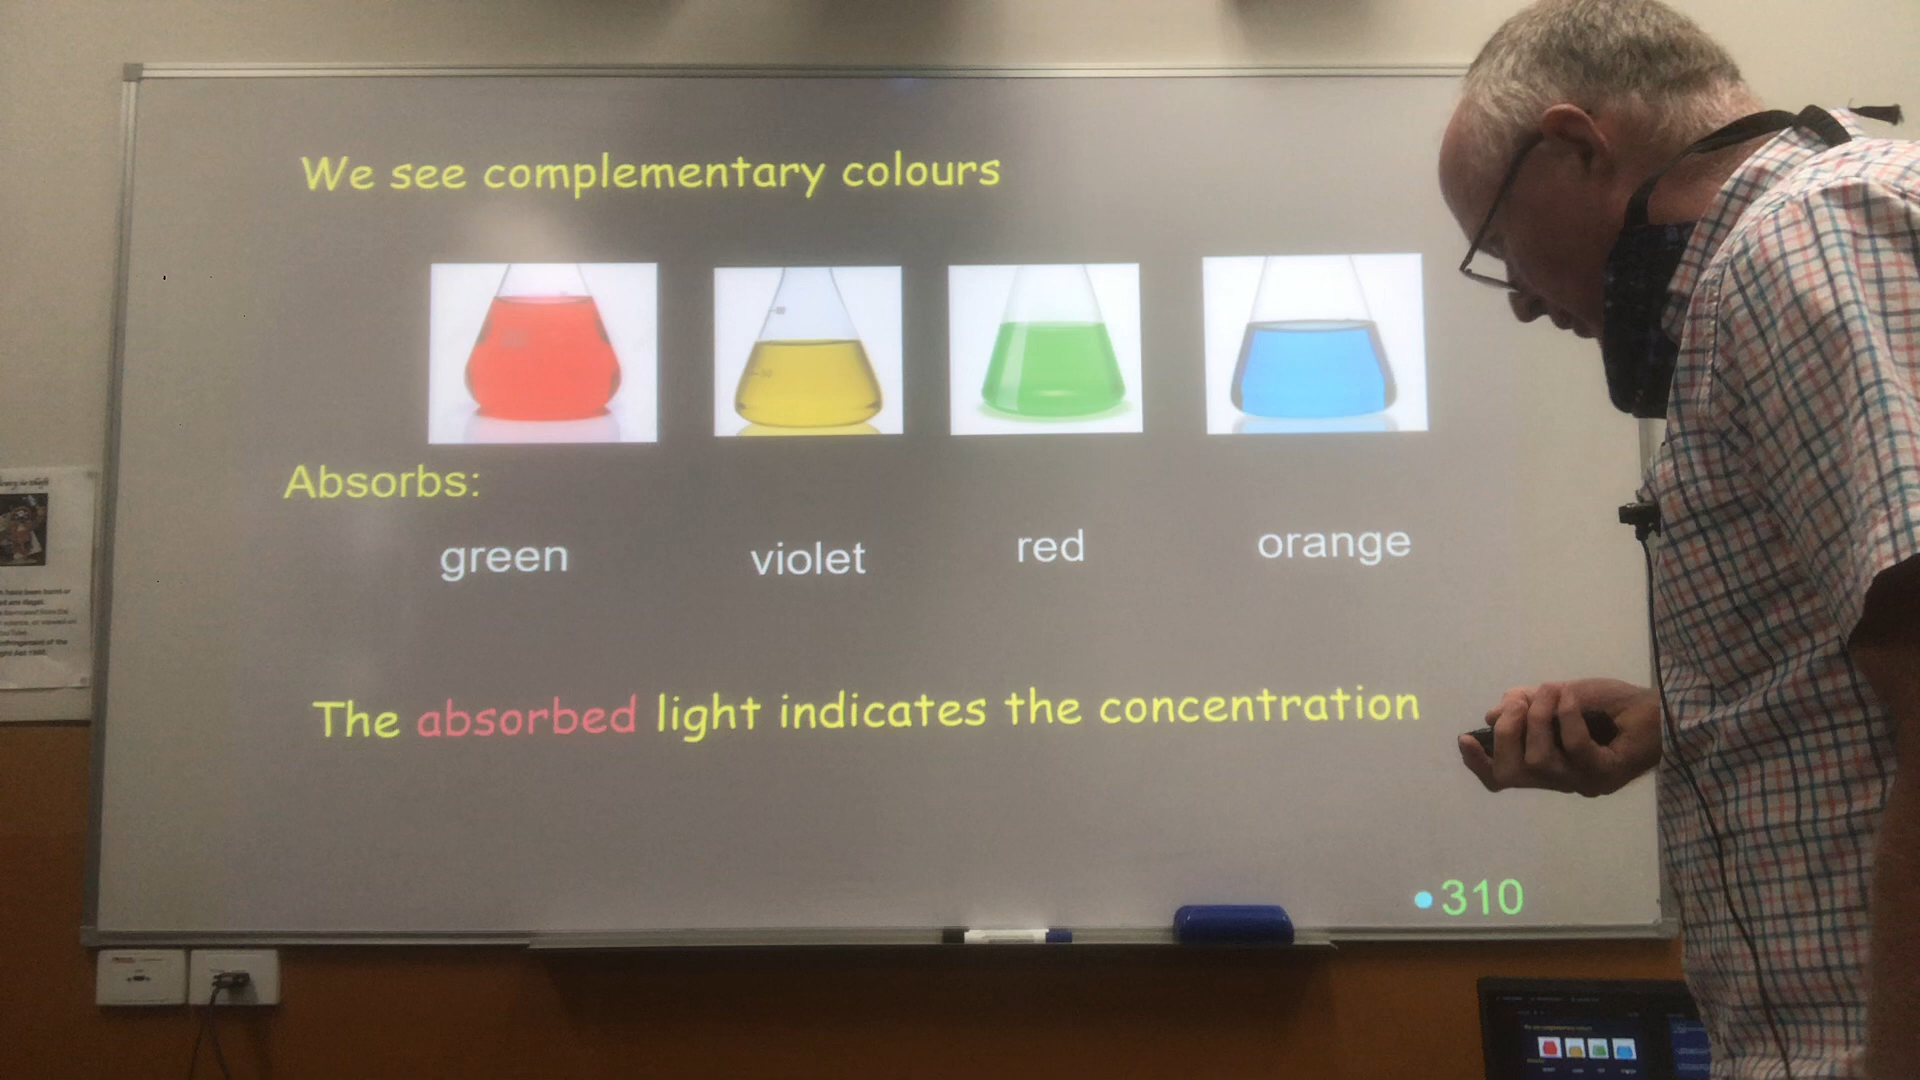 We see complementary colours
Absorbs:
green violet red orange
The absorbed light indicates the concentration
310